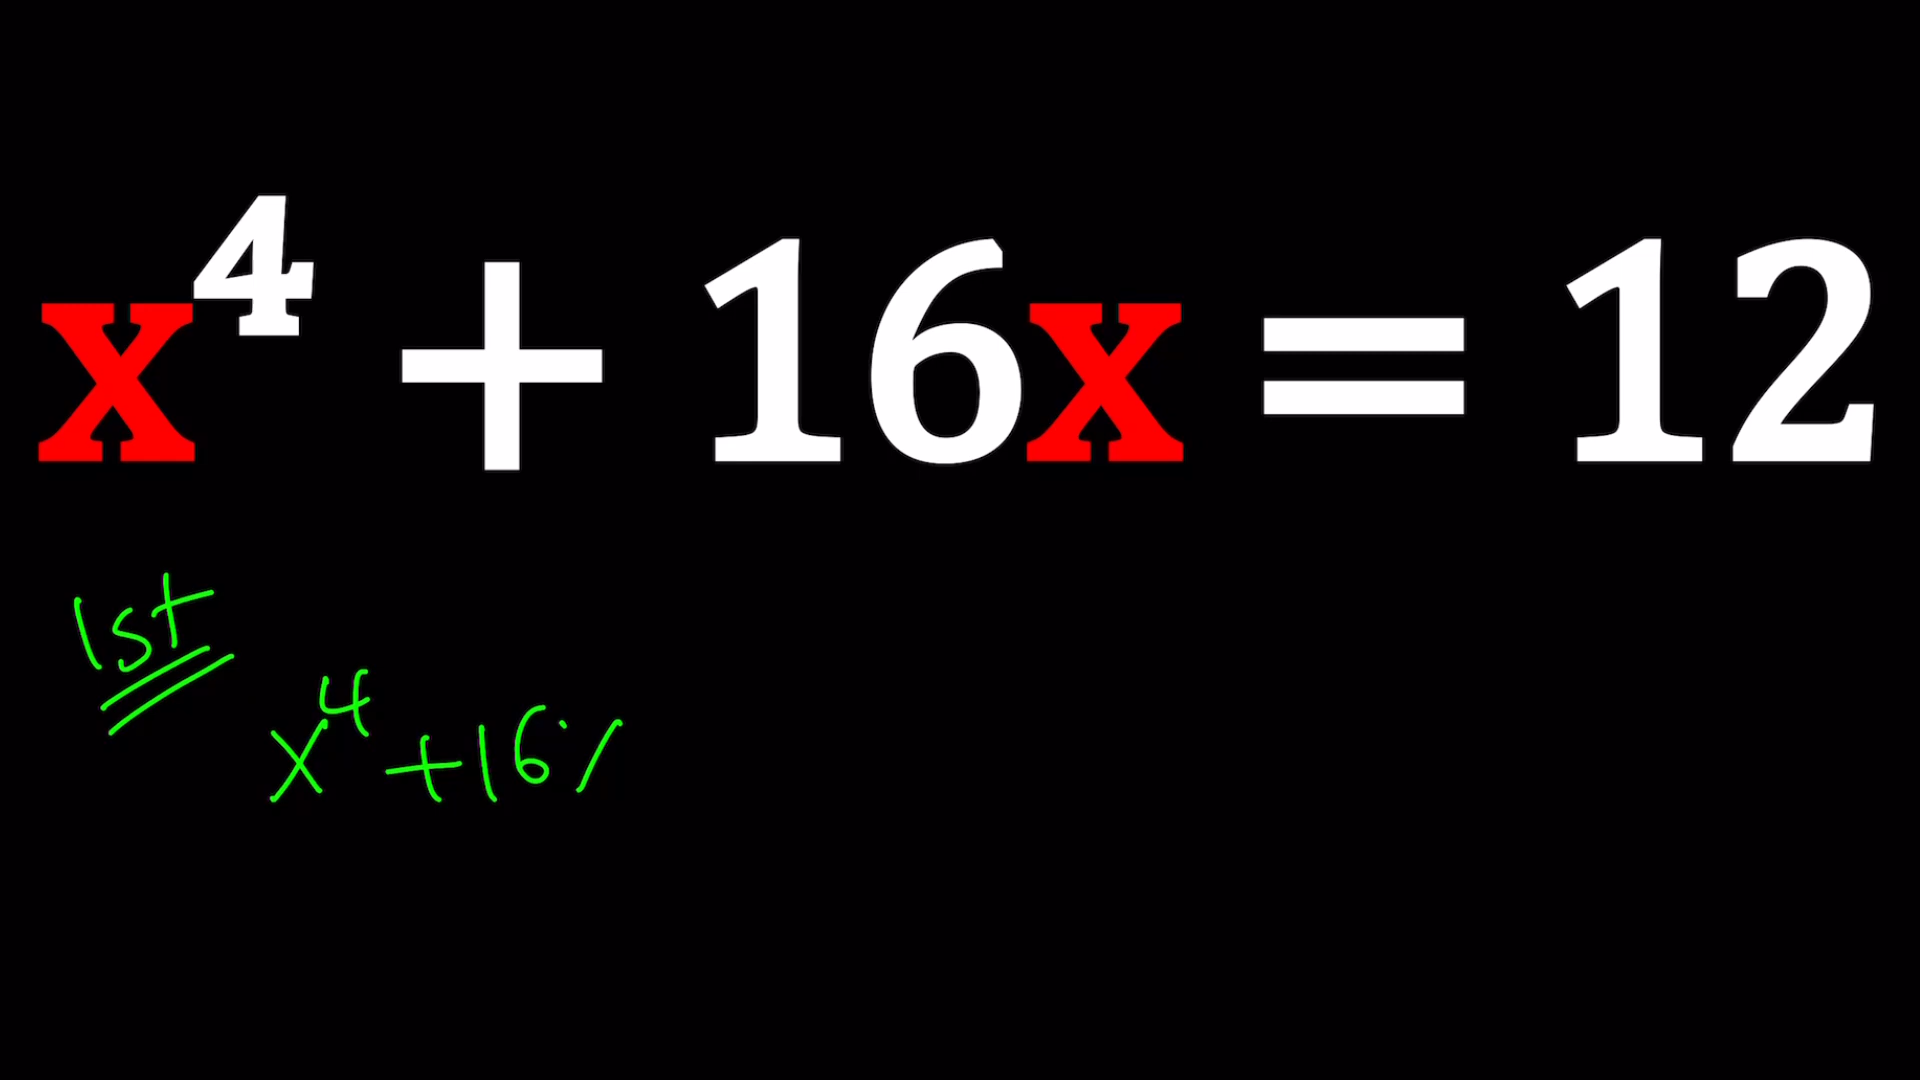 x⁴ + 16x = 12
1st
x⁴ + 16